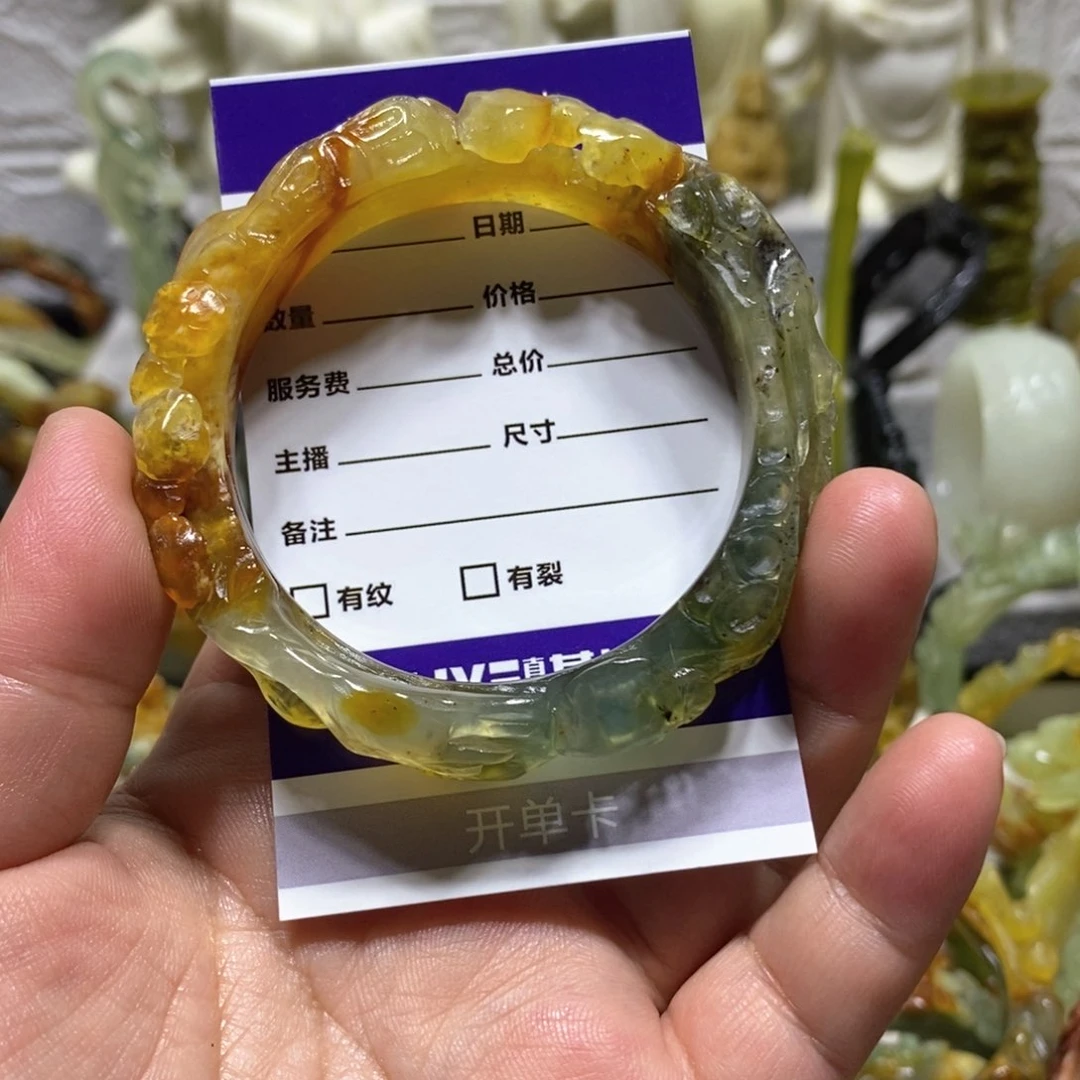 日期
数量 价格
服务费 总价
主播 尺寸
备注
有纹 有裂
开单卡